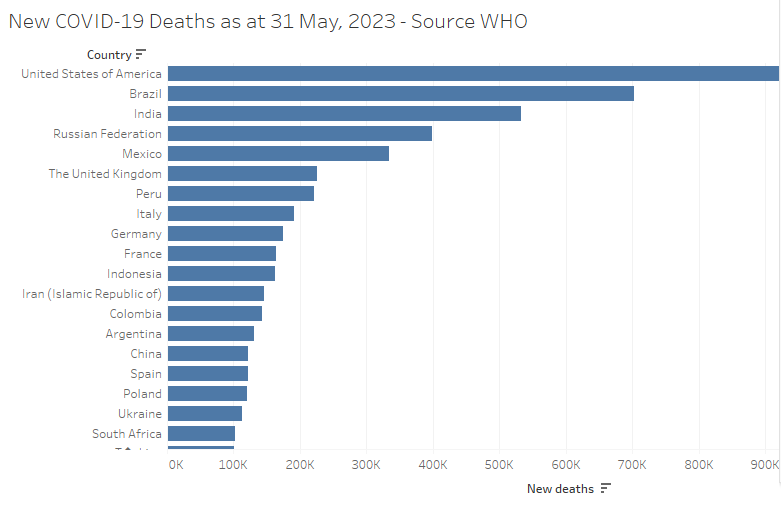 New COVID-19 Deaths as at 31 May, 2023 - Source WHO
Country
United States of America
Brazil
India
Russian Federation
Mexico
The United Kingdom
Peru
Italy
Germany
France
Indonesia
Iran (Islamic Republic of)
Colombia
Argentina
China
Spain
Poland
Ukraine
South Africa
0K 100K 200K 300K 400K 500K 600K 700K 800K 900K
New deaths